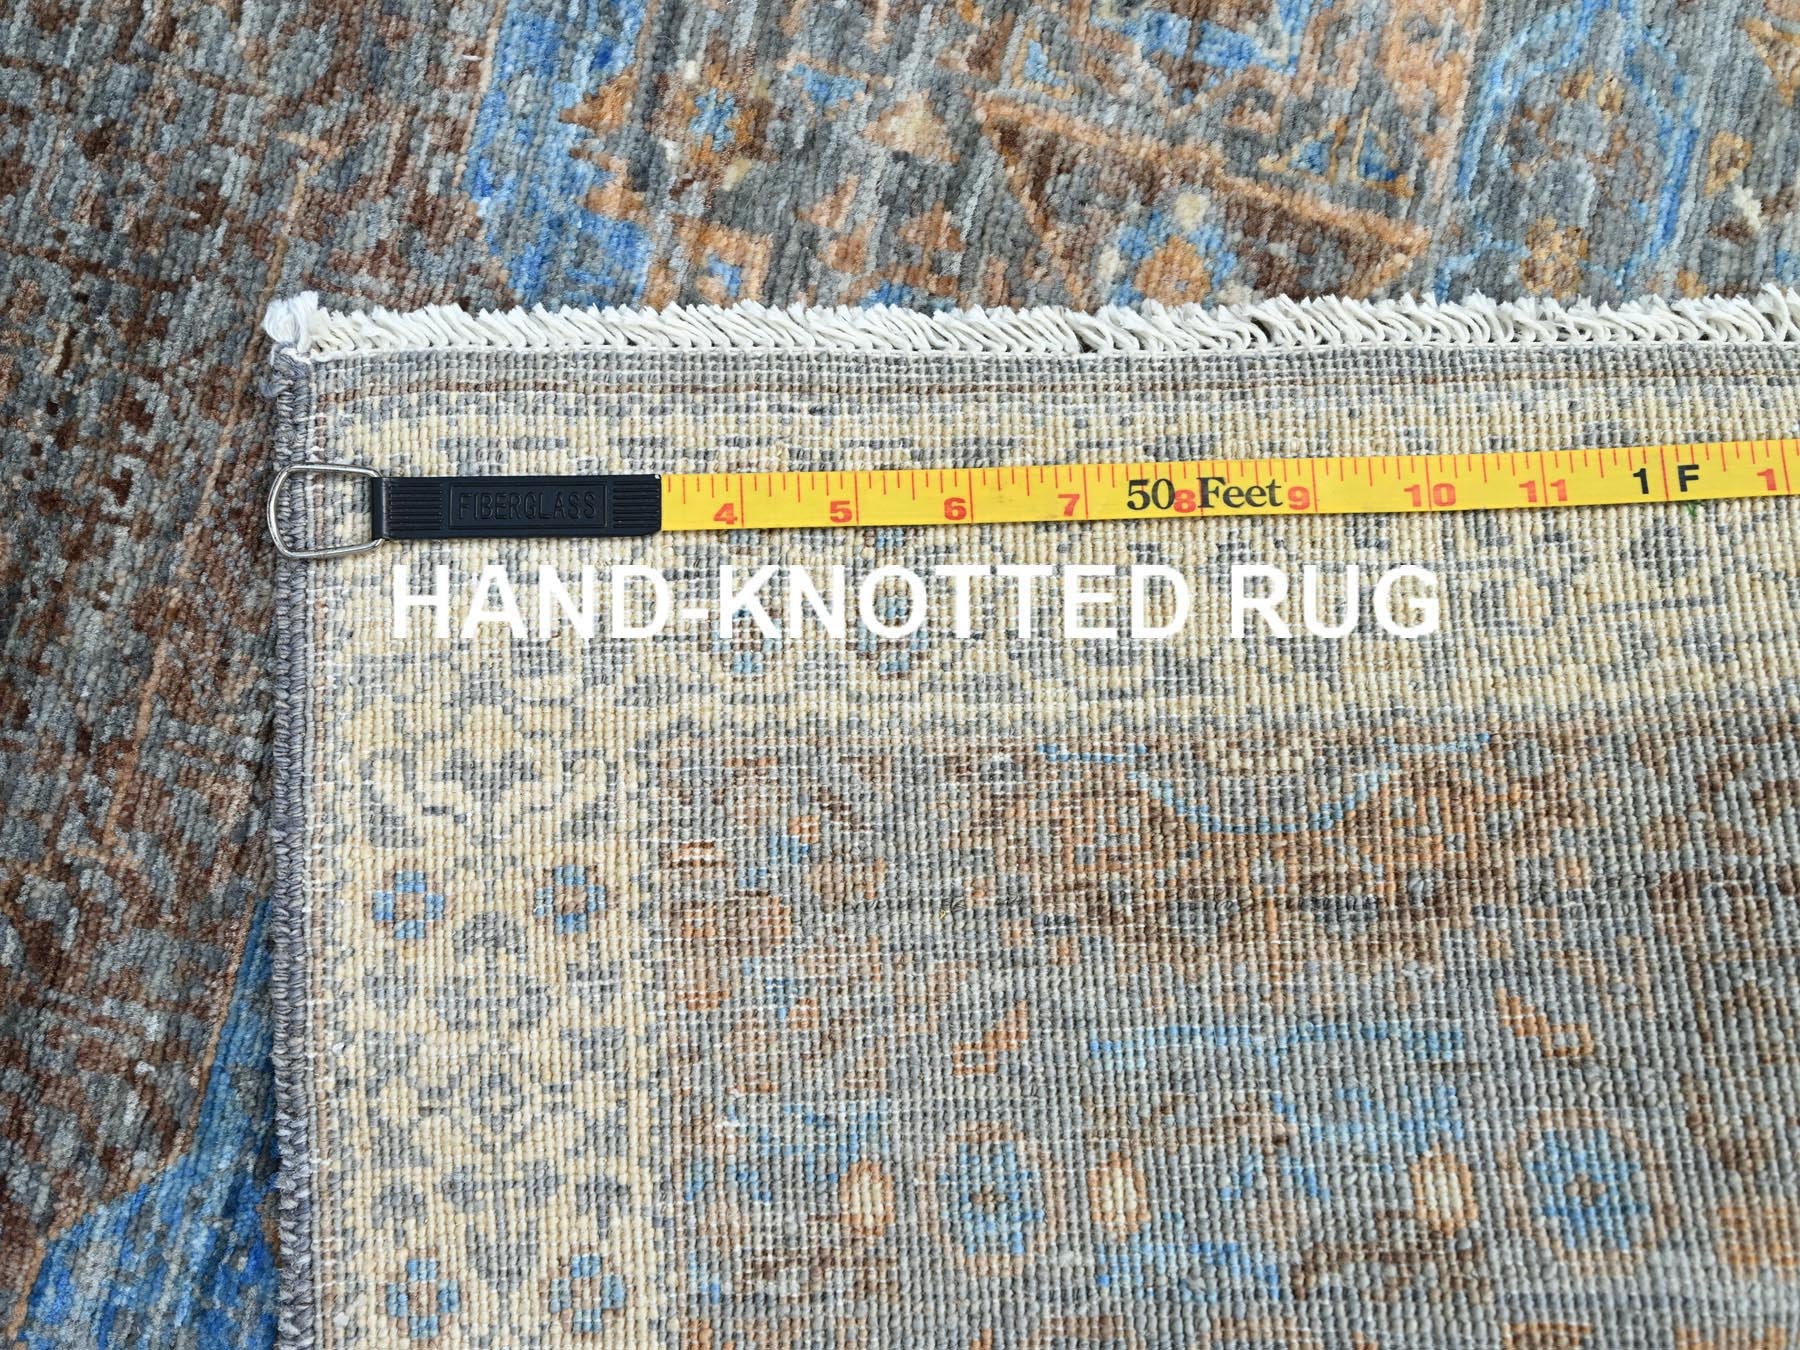 FIBERGLASS 4 5 6 7 50 8 Feet 9 10 11 1 F 1
HAND-KNOTTED RUG